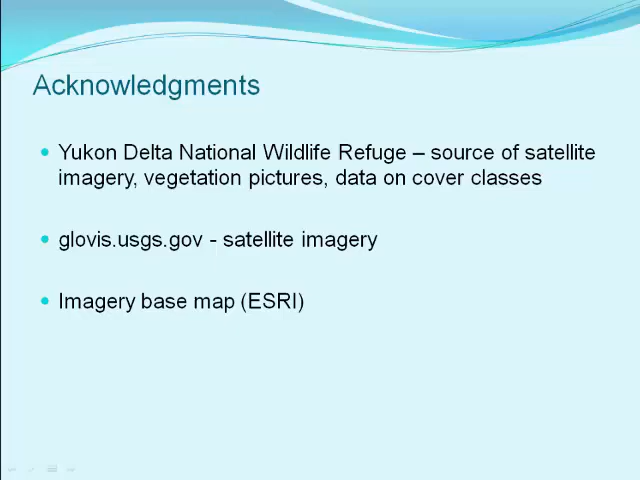 Acknowledgments
• Yukon Delta National Wildlife Refuge – source of satellite
imagery, vegetation pictures, data on cover classes
• glovis.usgs.gov - satellite imagery
• Imagery base map (ESRI)